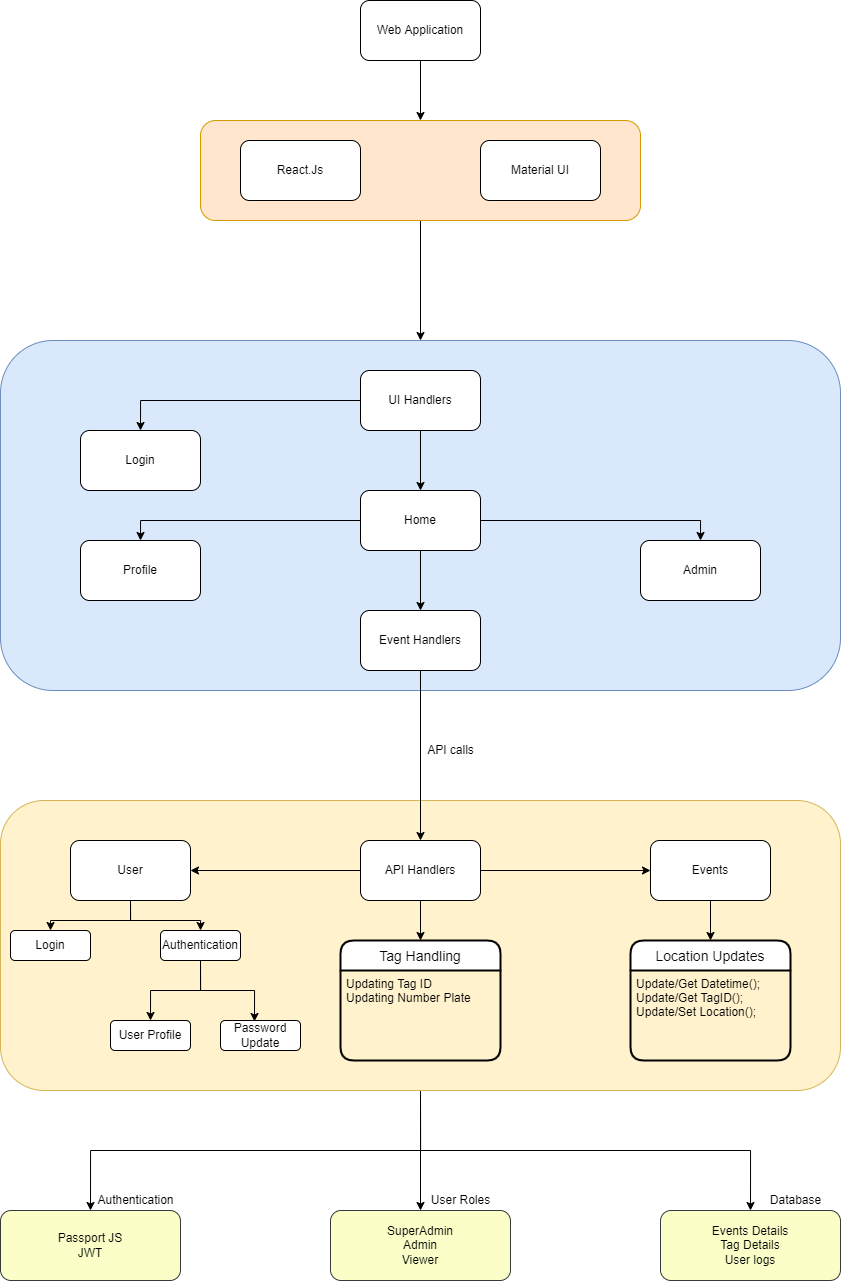 Web Application
React.Js
Material UI
UI Handlers
Login
Home
Profile
Admin
Event Handlers
API calls
User
API Handlers
Events
Login
Authentication
User Profile
Password
Update
Tag Handling
Updating Tag ID
Updating Number Plate
Location Updates
Update/Get Datetime();
Update/Get TagID();
Update/Set Location();
Authentication
Passport JS
JWT
User Roles
SuperAdmin
Admin
Viewer
Database
Events Details
Tag Details
User logs